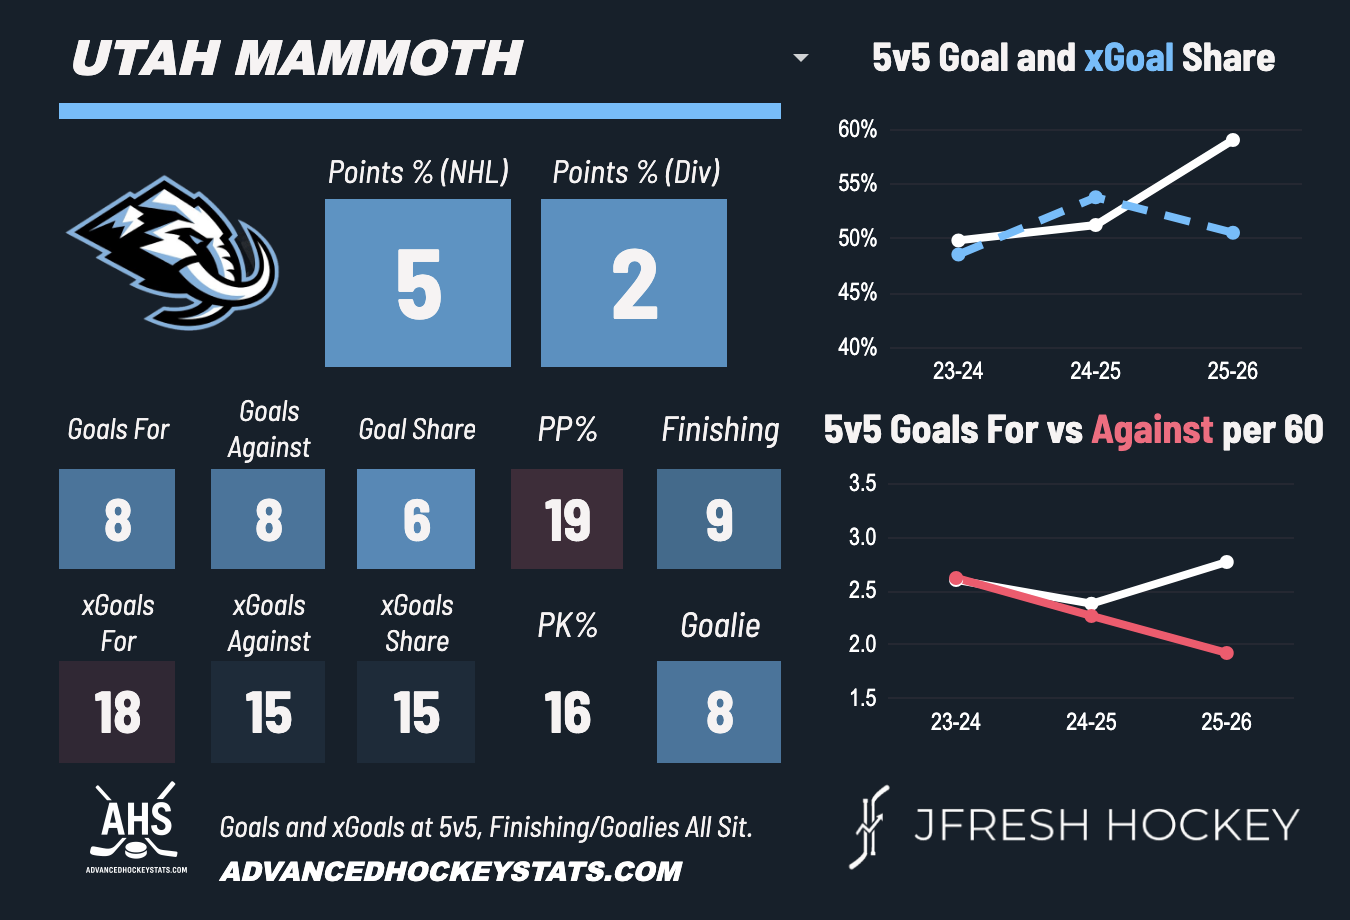 UTAH MAMMOTH
Points % (NHL)
Points % (Div)
5
2
Goals For
Goals
Against
Goal Share
PP%
Finishing
8
8
6
19
9
xGoals
For
xGoals
Against
xGoals
Share
PK%
Goalie
18
15
15
16
8
AHS
ADVANCEDHOCKEYSTATS.COM
Goals and xGoals at 5v5, Finishing/Goalies All Sit.
ADVANCEDHOCKEYSTATS.COM
5v5 Goal and xGoal Share
60%
55%
50%
45%
40%
23-24
24-25
25-26
5v5 Goals For vs Against per 60
3.5
3.0
2.5
2.0
1.5
23-24
24-25
25-26
JFRESH HOCKEY